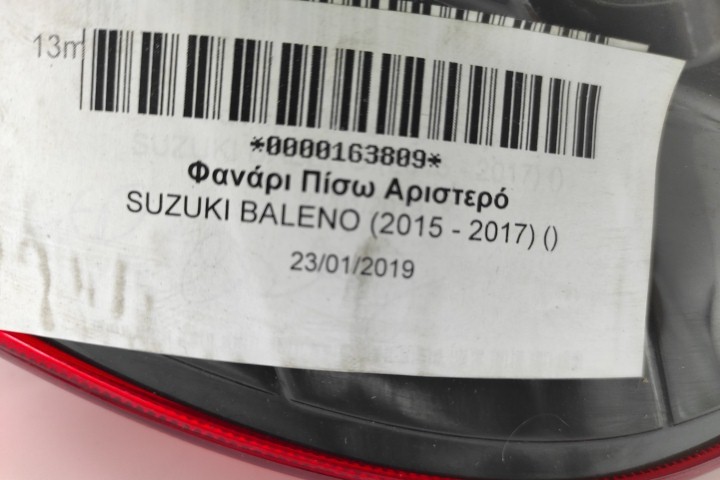 13m
*0000163809*
Φανάρι Πίσω Αριστερό
SUZUKI BALENO (2015 - 2017) ()
23/01/2019